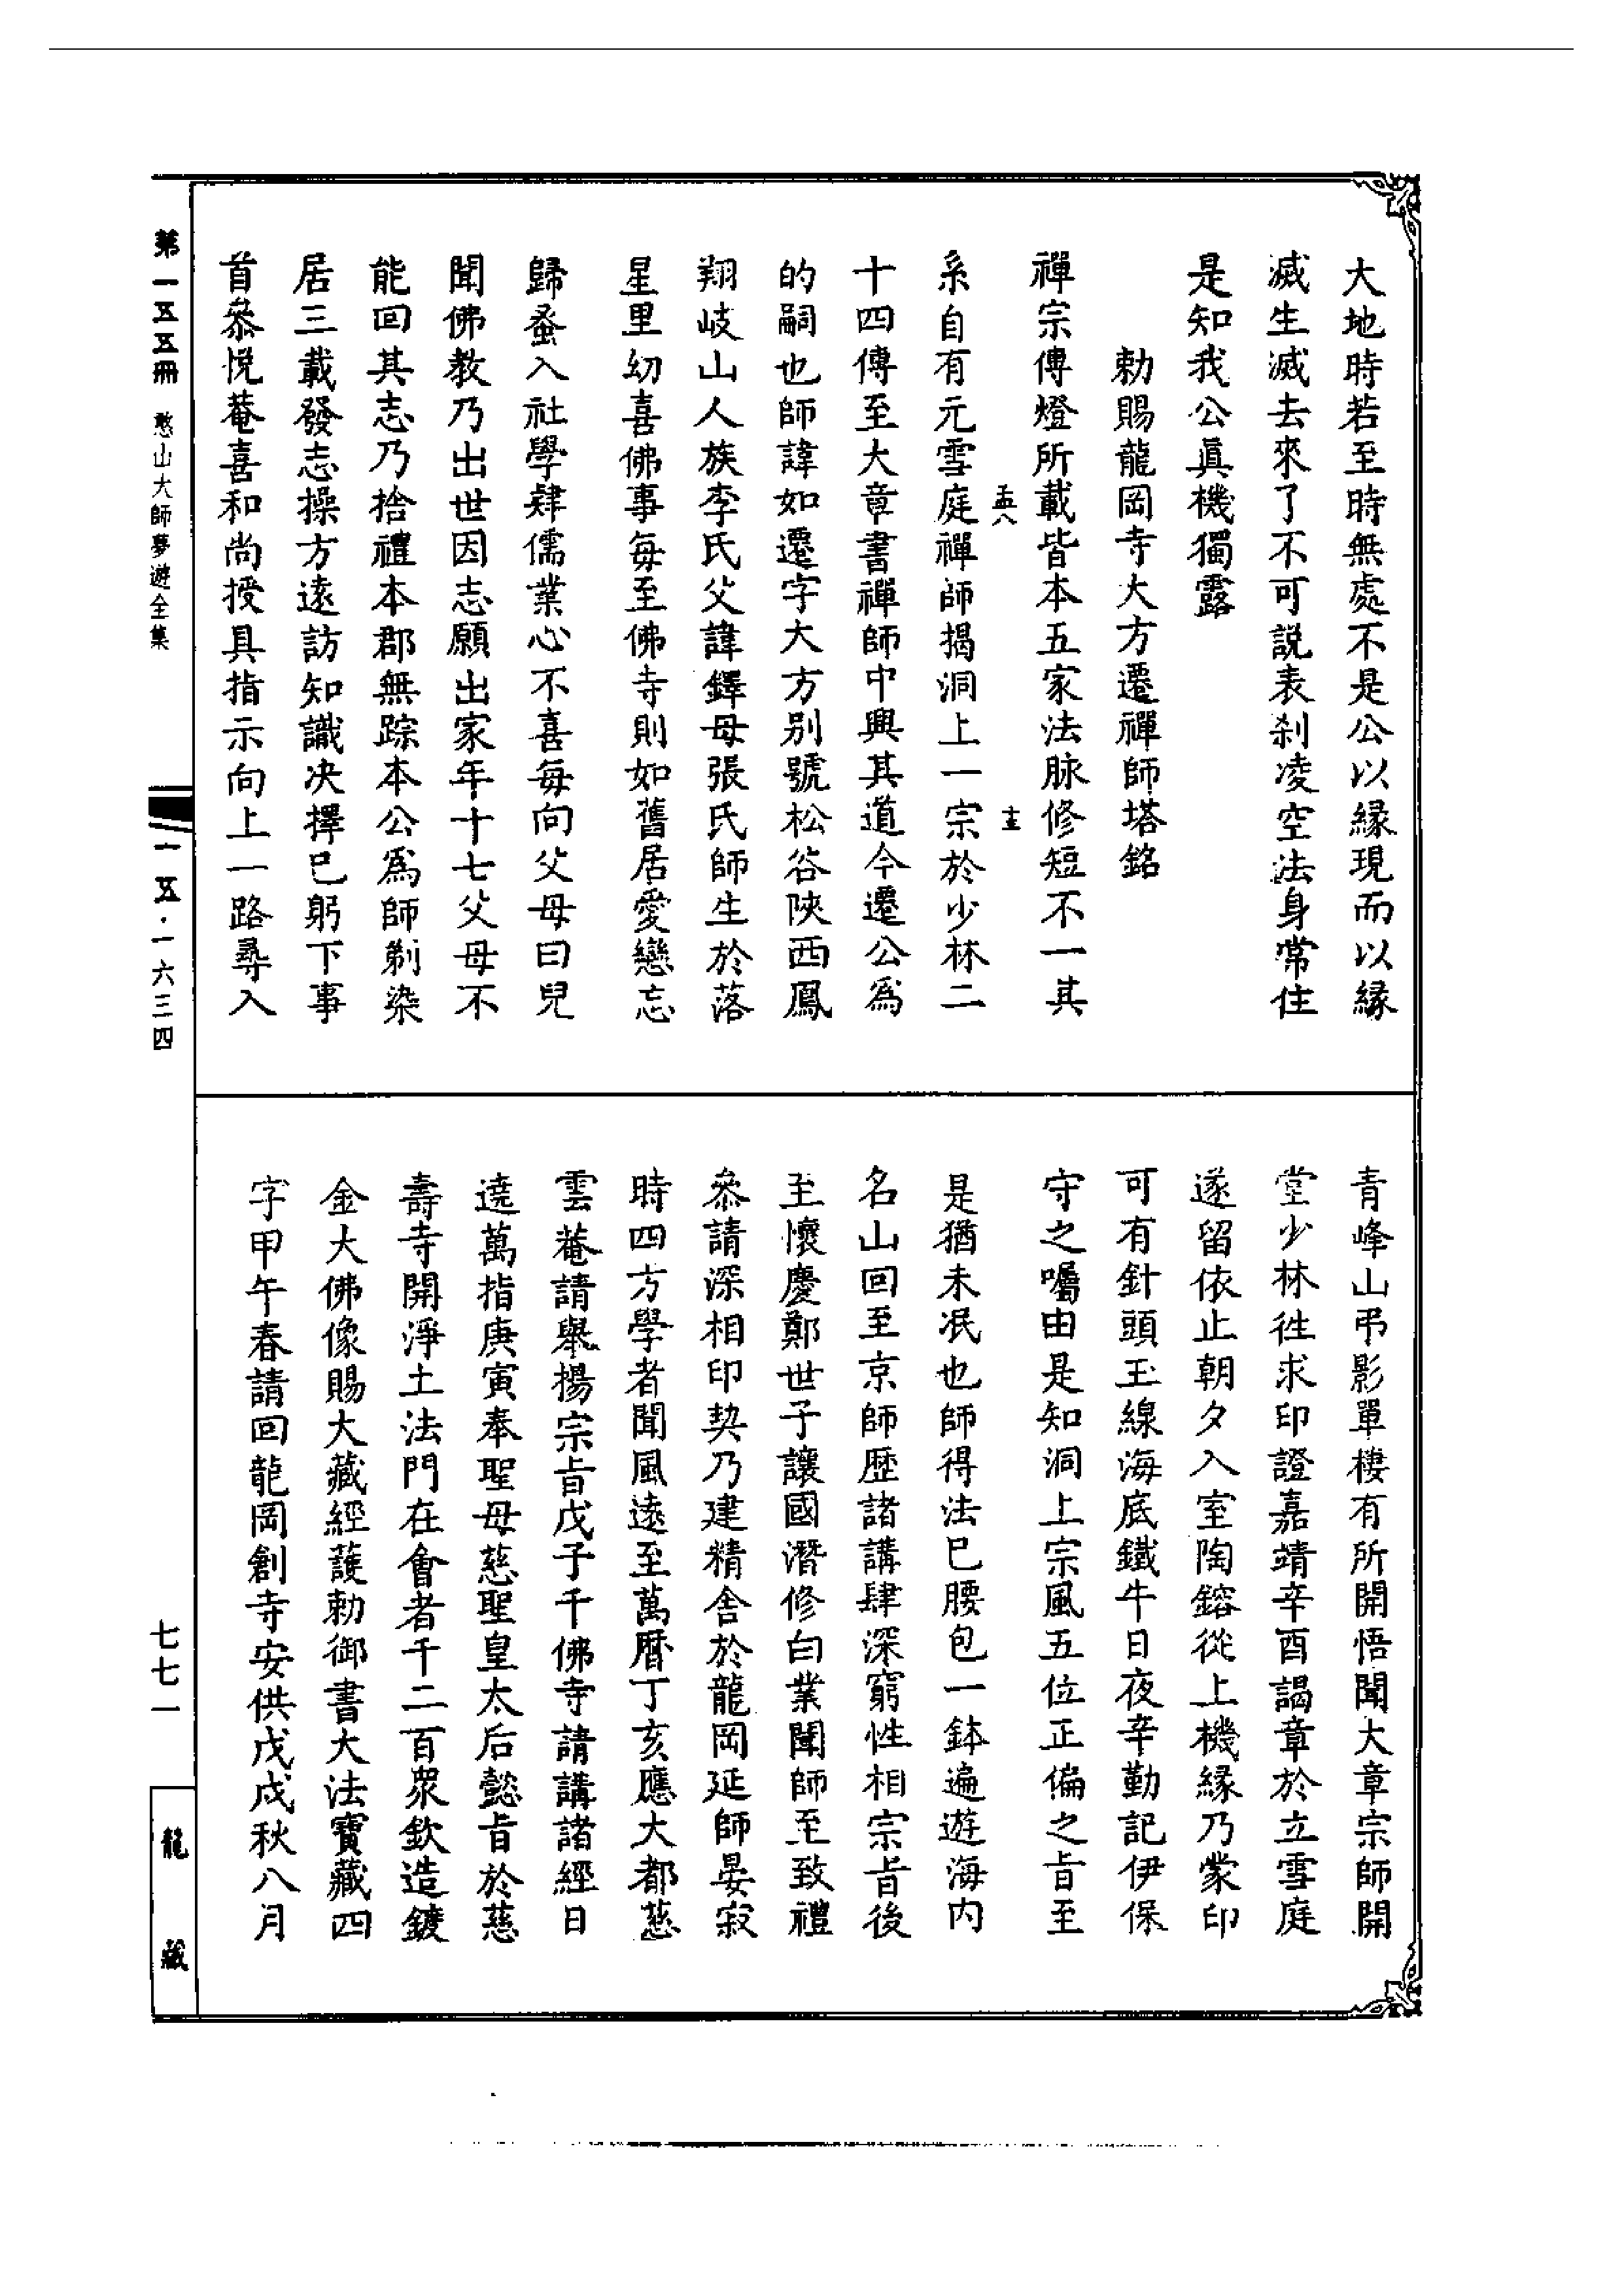 大地時若至時無處不是公以緣現而以緣
滅生滅去來了不可説表刹凌空法身常住
是知我公眞機獨露
勅賜龍岡寺大方遷禪師塔銘
禪宗傳燈所載皆本五家法脉修短不一其
系自有元雪庭禪師揭洞上一宗於少林二
十四傳至大章書禪師中興其道今遷公爲
的嗣也師諱如遷字大方别號松谷陝西鳳
翔岐山人族李氏父諱鐸母張氏師生於落
星里幼喜佛事每至佛寺則如舊居愛戀忘
歸蚤入社學肆儒業心不喜每向父母曰兒
聞佛教乃出世因志願出家年十七父母不
能回其志乃捨禮本郡無踪本公爲師剃染
居三載發志操方遠訪知識决擇已躬下事
首叅悦菴喜和尚授具指示向上一路尋入
青峰山弔影單棲有所開悟聞大章宗師開
堂少林徃求印證嘉靖辛酉謁章於立雪庭
遂留依止朝夕入室陶鎔從上機緣乃蒙印
可有針頭玉線海底鐵牛日夜辛勤記伊保
守之囑由是知洞上宗風五位正偏之旨至
是猶未泯也師得法已腰包一鉢遍遊海内
名山回至京師歷諸講肆深窮性相宗旨後
至懷慶鄭世子讓國潛修白業聞師至致禮
叅請深相印契乃建精舍於龍岡延師晏寂
時四方學者聞風遠至萬曆丁亥應大都慈
雲菴請舉揚宗旨戊子千佛寺請講諸經日
遶萬指庚寅奉聖母慈聖皇太后懿旨於慈
壽寺開淨土法門在會者千二百衆欽造鍍
金大佛像賜大藏經護勅御書大法寶藏四
字甲午春請回龍岡創寺安供戊戌秋八月
第一五五冊　憨山大師夢遊全集
一五·一六三四
七七一
龍藏